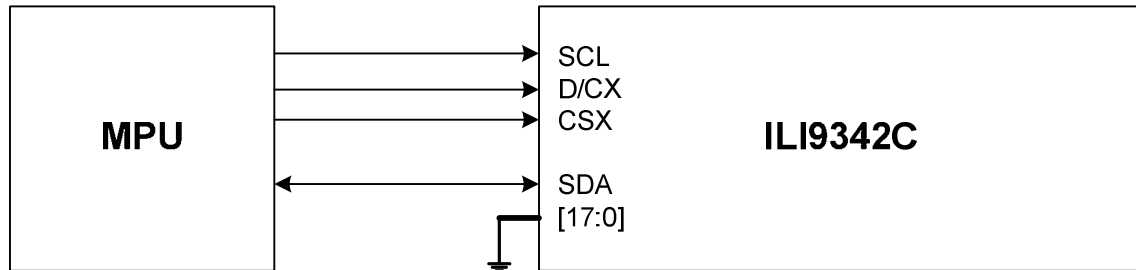 MPU
SCL
D/CX
CSX
SDA
[17:0]
ILI9342C